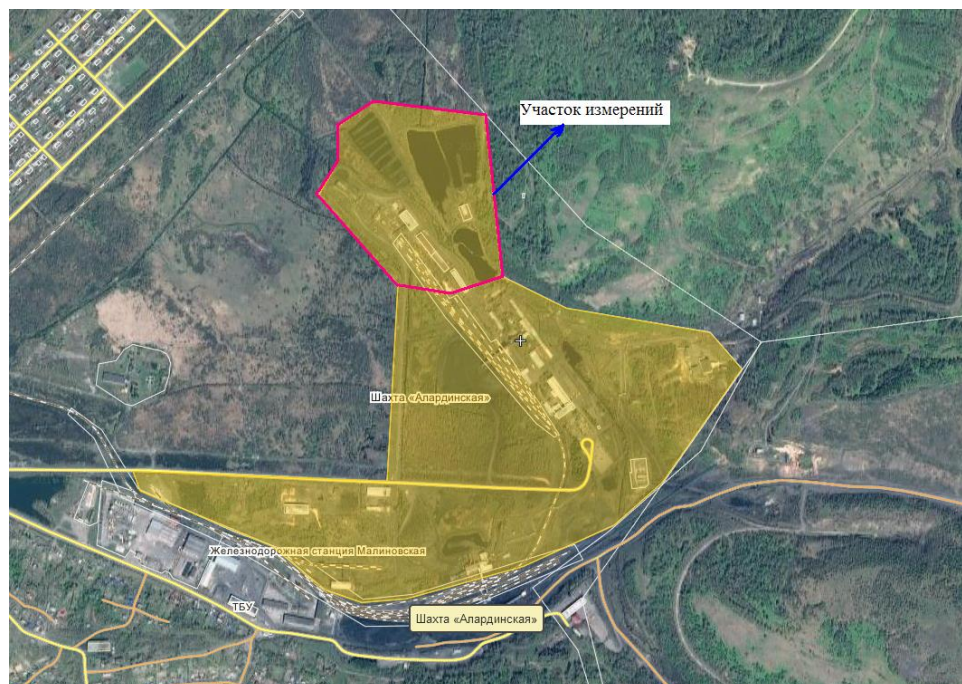 Участок измерений
Шахта «Алардинская»
Железнодорожная станция Малиновская
ТБУ
Шахта «Алардинская»